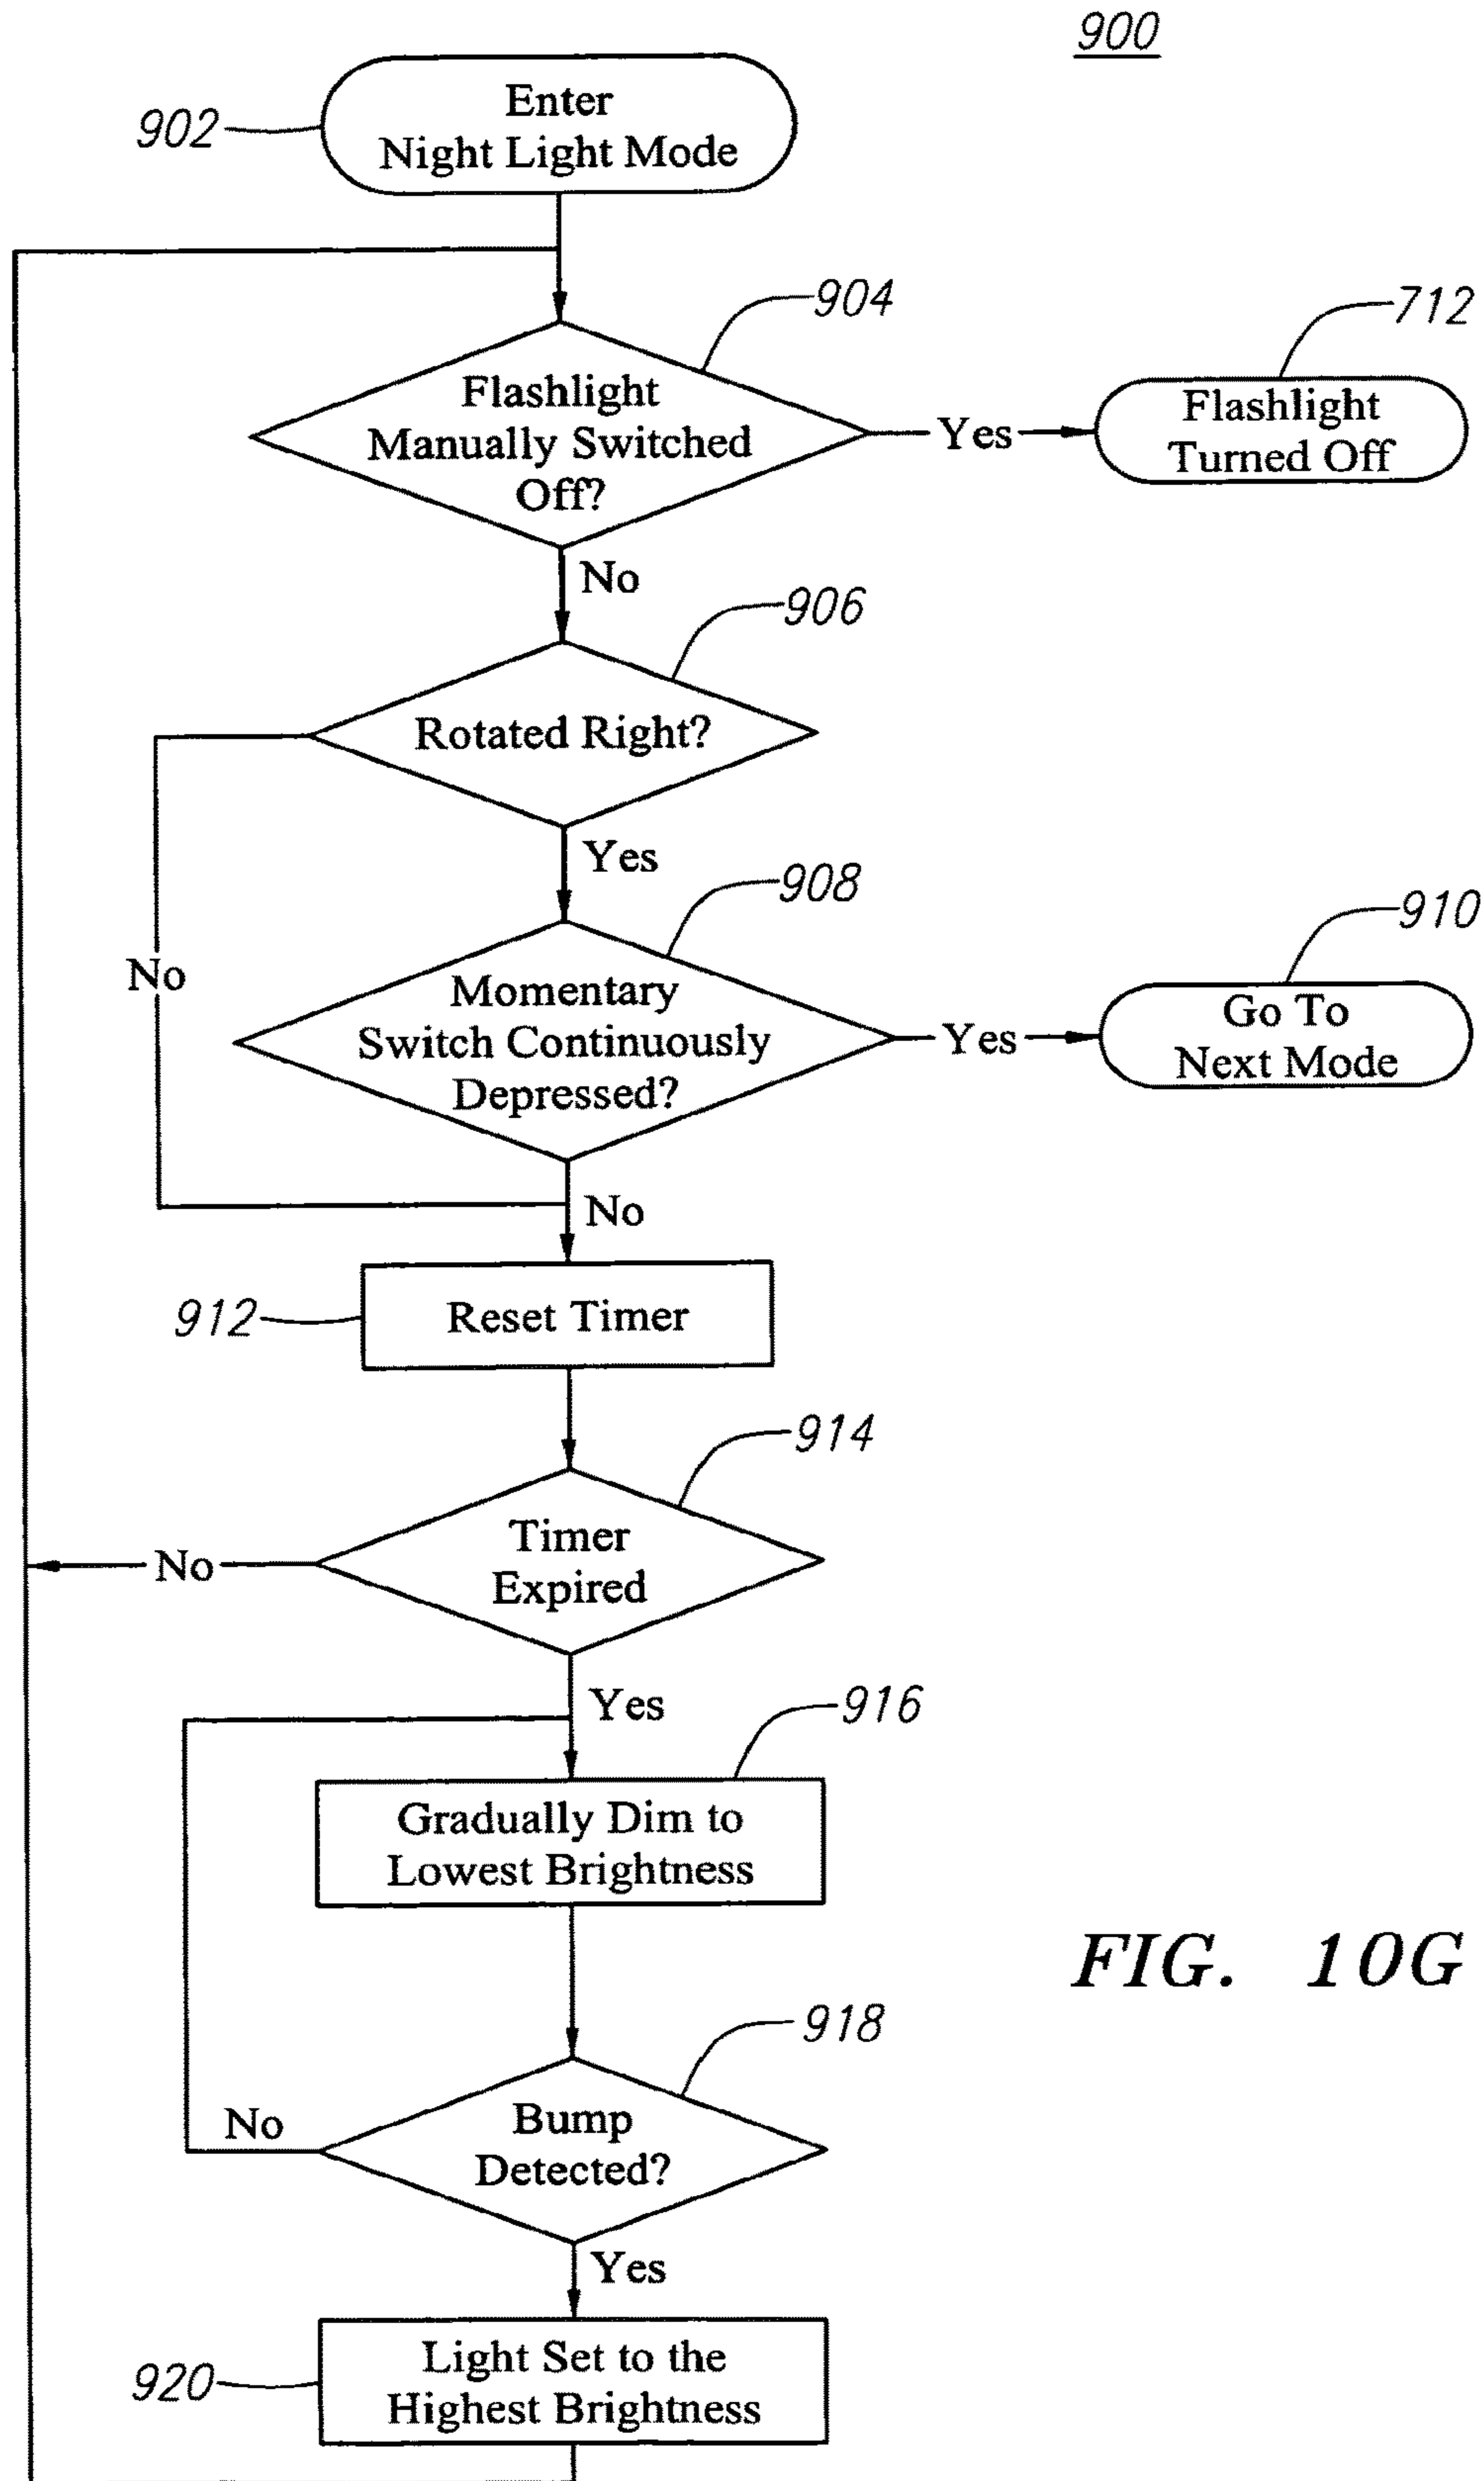 900
Enter
902
Night Light Mode
904
712
Flashlight
Manually Switched
Off?
Yes
Flashlight
Turned Off
No
906
Rotated Right?
Yes
908
910
No
Momentary
Switch Continuously
Depressed?
Yes
Go To
Next Mode
No
912
Reset Timer
914
Timer
Expired
No
Yes
916
Gradually Dim to
Lowest Brightness
FIG. 10G
918
No
Bump
Detected?
Yes
920
Light Set to the
Highest Brightness